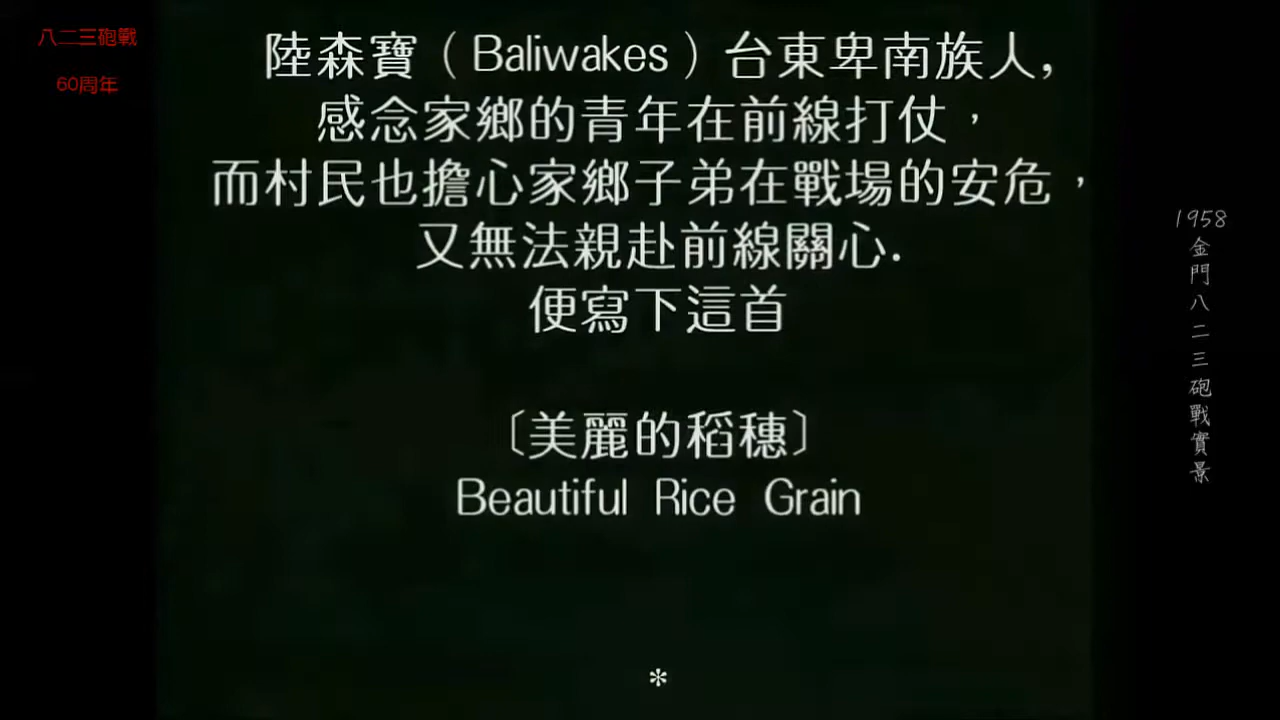 八二三砲戰
60周年
陸森寶（Baliwakes）台東卑南族人,
感念家鄉的青年在前線打仗，
而村民也擔心家鄉子弟在戰場的安危，
又無法親赴前線關心.
便寫下這首
〔美麗的稻穗〕
Beautiful Rice Grain
*
1958金門八二三砲戰實景